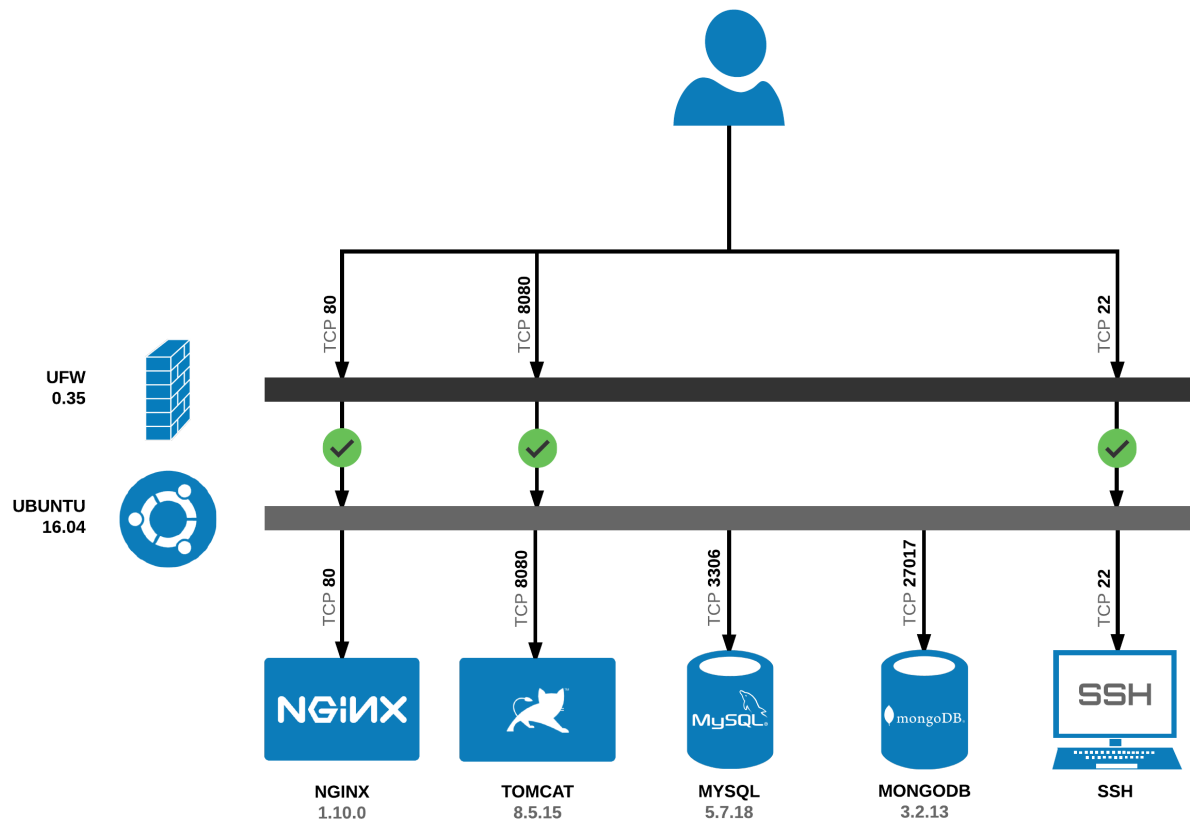 TCP 80
TCP 8080
TCP 22
UFW
0.35
UBUNTU
16.04
TCP 80
TCP 8080
TCP 3306
TCP 27017
TCP 22
NGiNX
MySQL®
mongoDB®
SSH
NGINX
1.10.0
TOMCAT
8.5.15
MYSQL
5.7.18
MONGODB
3.2.13
SSH